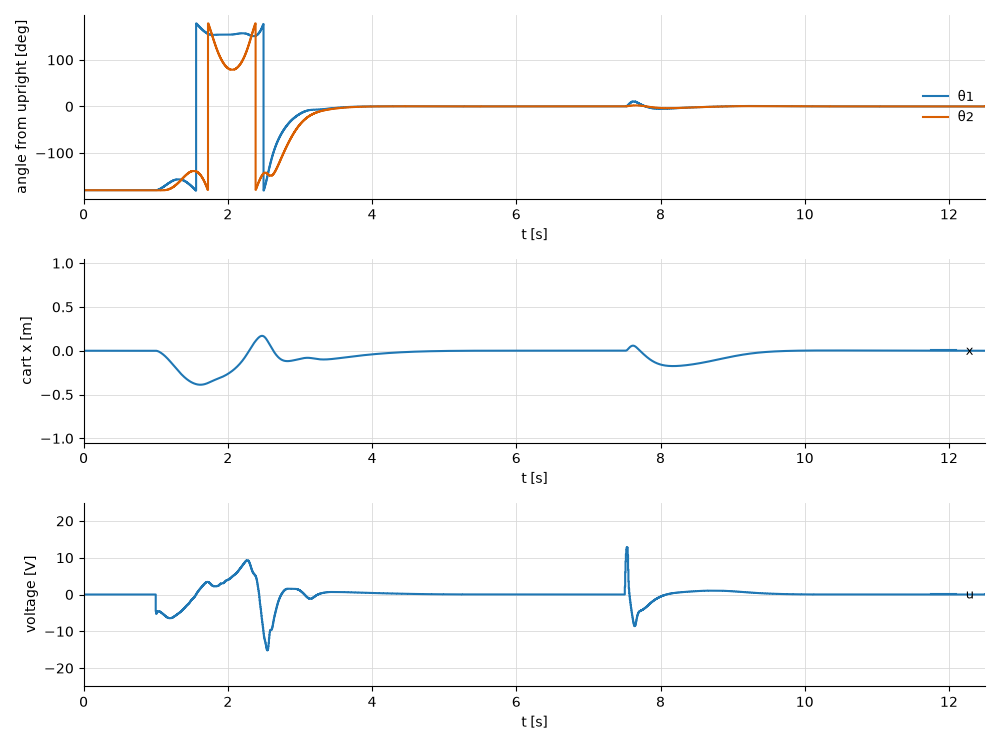 angle from upright [deg]
100
0
−100
θ1
θ2
0 2 4 6 8 10 12
t [s]
cart x [m]
1.0
0.5
0.0
−0.5
−1.0
x
0 2 4 6 8 10 12
t [s]
voltage [V]
20
10
0
−10
−20
u
0 2 4 6 8 10 12
t [s]